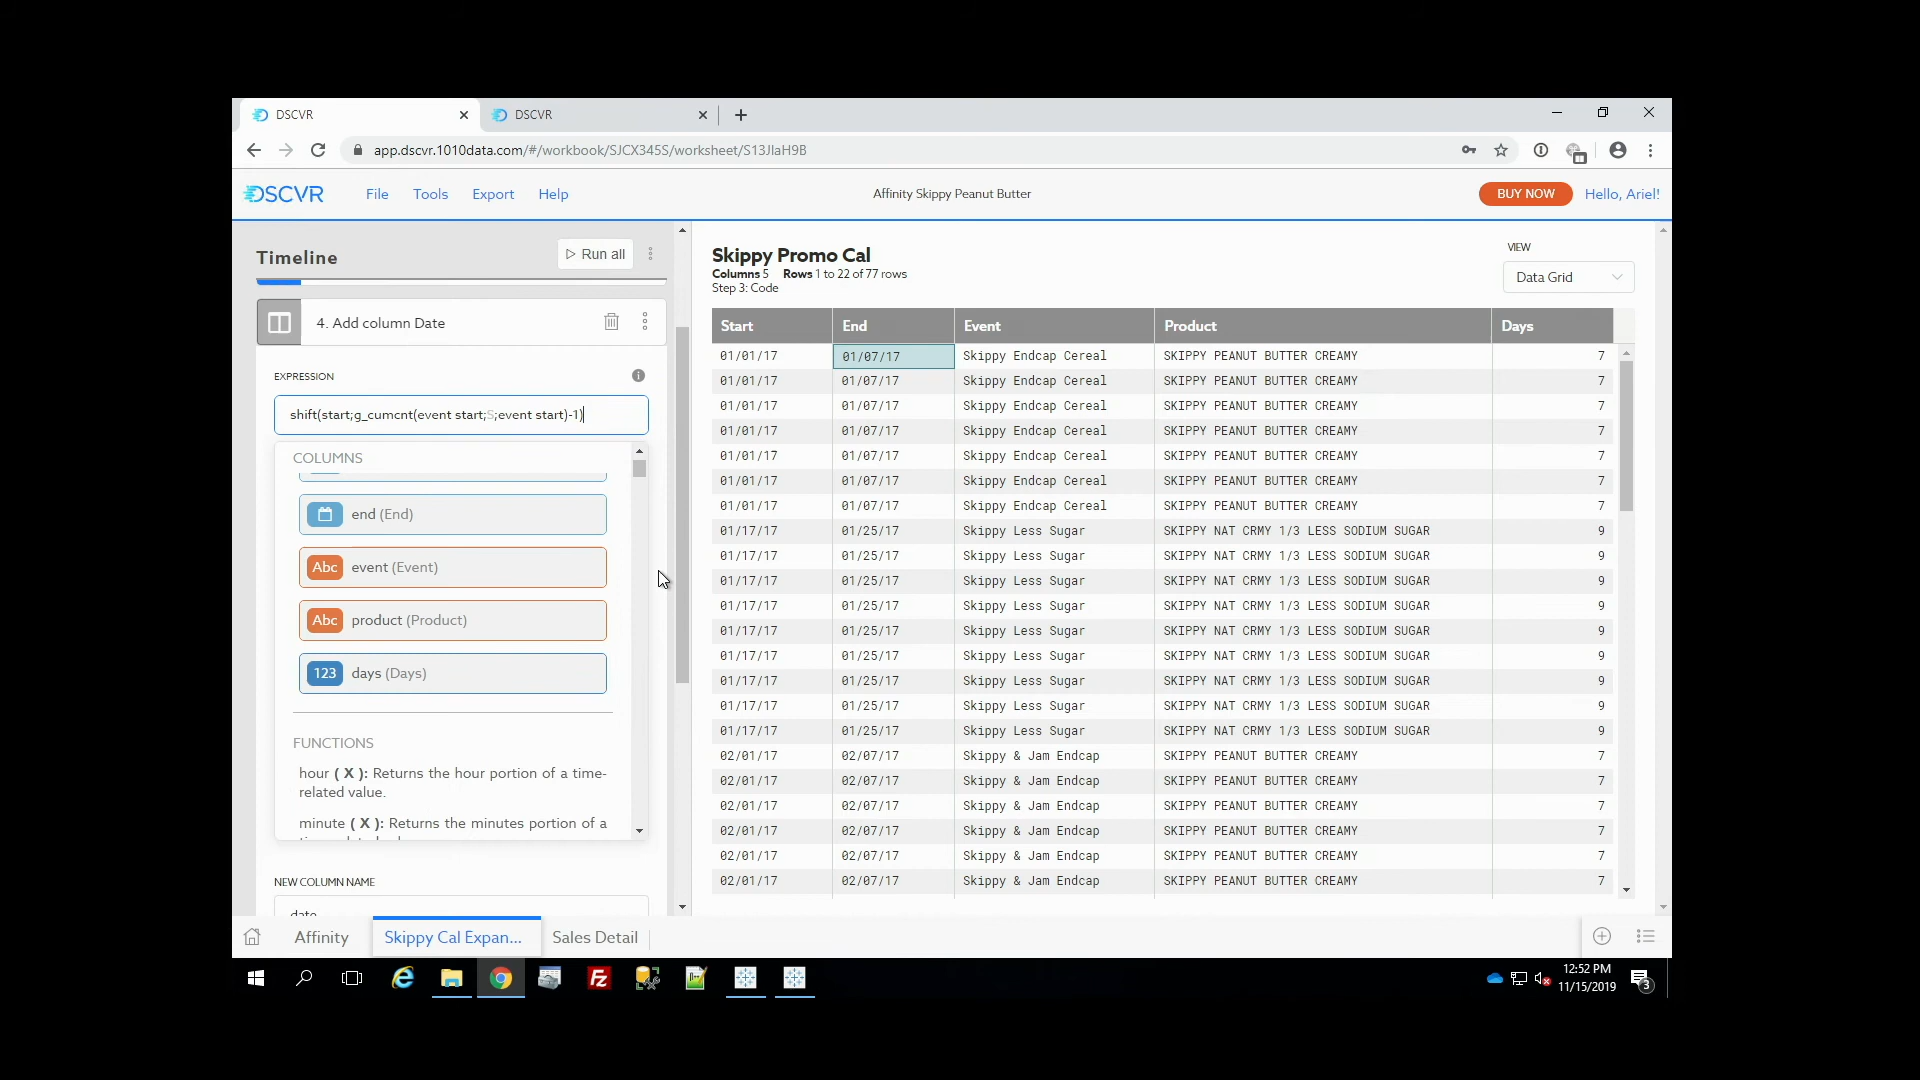 DSCVR
DSCVR
app.dscvr.1010data.com/#/workbook/SJCX345S/worksheet/S13JIaH9B
DSCVR File Tools Export Help
Affinity Skippy Peanut Butter
BUY NOW Hello, Ariel!
Timeline
Run all
4. Add column Date
EXPRESSION
shift(start;g_cumcnt(event start;S;event start)-1)
COLUMNS
end (End)
Abc event (Event)
Abc product (Product)
123 days (Days)
FUNCTIONS
hour ( X ): Returns the hour portion of a time-
related value.
minute ( X ): Returns the minutes portion of a
NEW COLUMN NAME
date
Skippy Promo Cal
Columns 5 Rows 1 to 22 of 77 rows
Step 3: Code
VIEW
Data Grid
Start End Event Product Days
01/01/17 01/07/17 Skippy Endcap Cereal SKIPPY PEANUT BUTTER CREAMY 7
01/01/17 01/07/17 Skippy Endcap Cereal SKIPPY PEANUT BUTTER CREAMY 7
01/01/17 01/07/17 Skippy Endcap Cereal SKIPPY PEANUT BUTTER CREAMY 7
01/01/17 01/07/17 Skippy Endcap Cereal SKIPPY PEANUT BUTTER CREAMY 7
01/01/17 01/07/17 Skippy Endcap Cereal SKIPPY PEANUT BUTTER CREAMY 7
01/01/17 01/07/17 Skippy Endcap Cereal SKIPPY PEANUT BUTTER CREAMY 7
01/01/17 01/07/17 Skippy Endcap Cereal SKIPPY PEANUT BUTTER CREAMY 7
01/17/17 01/25/17 Skippy Less Sugar SKIPPY NAT CRMY 1/3 LESS SODIUM SUGAR 9
01/17/17 01/25/17 Skippy Less Sugar SKIPPY NAT CRMY 1/3 LESS SODIUM SUGAR 9
01/17/17 01/25/17 Skippy Less Sugar SKIPPY NAT CRMY 1/3 LESS SODIUM SUGAR 9
01/17/17 01/25/17 Skippy Less Sugar SKIPPY NAT CRMY 1/3 LESS SODIUM SUGAR 9
01/17/17 01/25/17 Skippy Less Sugar SKIPPY NAT CRMY 1/3 LESS SODIUM SUGAR 9
01/17/17 01/25/17 Skippy Less Sugar SKIPPY NAT CRMY 1/3 LESS SODIUM SUGAR 9
01/17/17 01/25/17 Skippy Less Sugar SKIPPY NAT CRMY 1/3 LESS SODIUM SUGAR 9
01/17/17 01/25/17 Skippy Less Sugar SKIPPY NAT CRMY 1/3 LESS SODIUM SUGAR 9
01/17/17 01/25/17 Skippy Less Sugar SKIPPY NAT CRMY 1/3 LESS SODIUM SUGAR 9
02/01/17 02/07/17 Skippy & Jam Endcap SKIPPY PEANUT BUTTER CREAMY 7
02/01/17 02/07/17 Skippy & Jam Endcap SKIPPY PEANUT BUTTER CREAMY 7
02/01/17 02/07/17 Skippy & Jam Endcap SKIPPY PEANUT BUTTER CREAMY 7
02/01/17 02/07/17 Skippy & Jam Endcap SKIPPY PEANUT BUTTER CREAMY 7
02/01/17 02/07/17 Skippy & Jam Endcap SKIPPY PEANUT BUTTER CREAMY 7
02/01/17 02/07/17 Skippy & Jam Endcap SKIPPY PEANUT BUTTER CREAMY 7
Affinity Skippy Cal Expan... Sales Detail
12:52 PM
11/15/2019
3